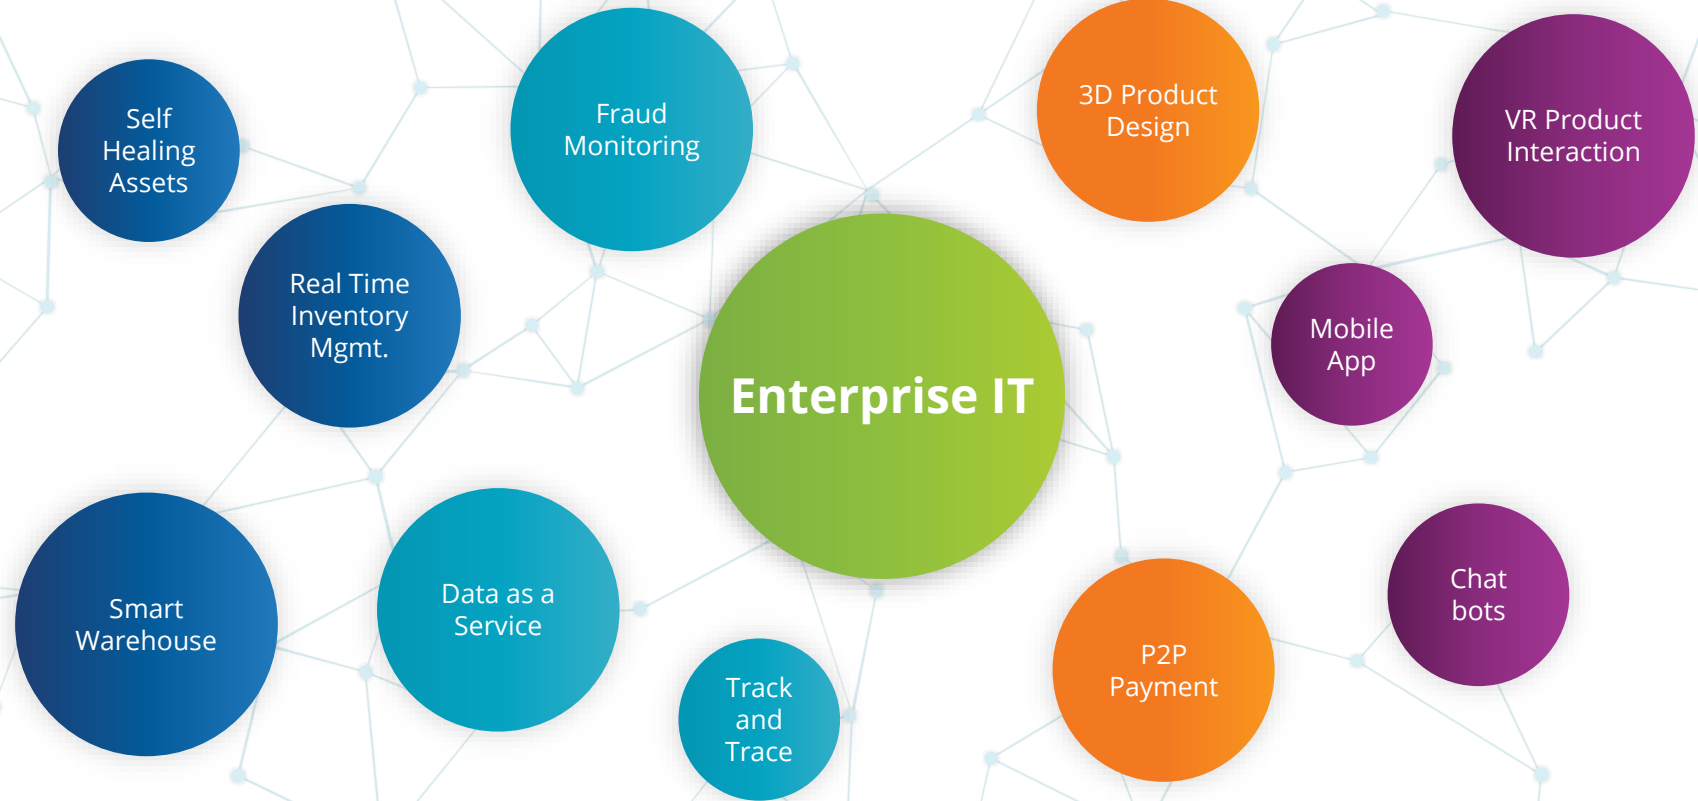 Self
Healing
Assets
Fraud
Monitoring
3D Product
Design
VR Product
Interaction
Real Time
Inventory
Mgmt.
Enterprise IT
Mobile
App
Smart
Warehouse
Data as a
Service
Track
and
Trace
P2P
Payment
Chat
bots